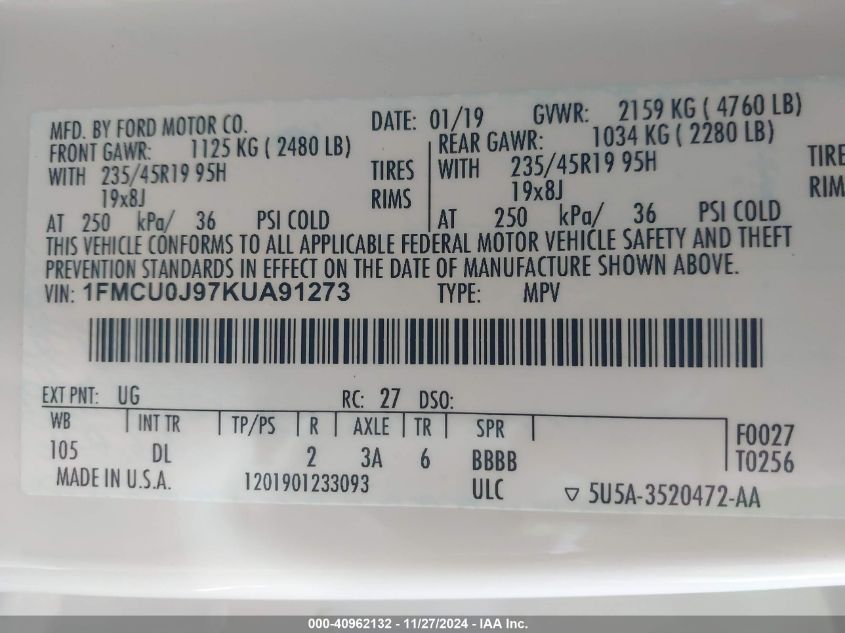 MFD. BY FORD MOTOR CO. DATE: 01/19 GVWR: 2159 KG ( 4760 LB)
FRONT GAWR: 1125 KG ( 2480 LB) REAR GAWR: 1034 KG ( 2280 LB)
WITH 235/45R19 95H TIRES WITH 235/45R19 95H TIRE
19x8J RIMS 19x8J RIM
AT 250 kPa/ 36 PSI COLD AT 250 kPa/ 36 PSI COLD
THIS VEHICLE CONFORMS TO ALL APPLICABLE FEDERAL MOTOR VEHICLE SAFETY AND THEFT
PREVENTION STANDARDS IN EFFECT ON THE DATE OF MANUFACTURE SHOWN ABOVE.
VIN: 1FMCU0J97KUA91273 TYPE: MPV
EXT PNT: UG RC: 27 DSO:
WB INT TR TP/PS R AXLE TR SPR F0027
105 DL 2 3A 6 BBBB T0256
MADE IN U.S.A. 1201901233093 ULC ▽ 5U5A-3520472-AA
000-40962132 - 11/27/2024 - IAA Inc.